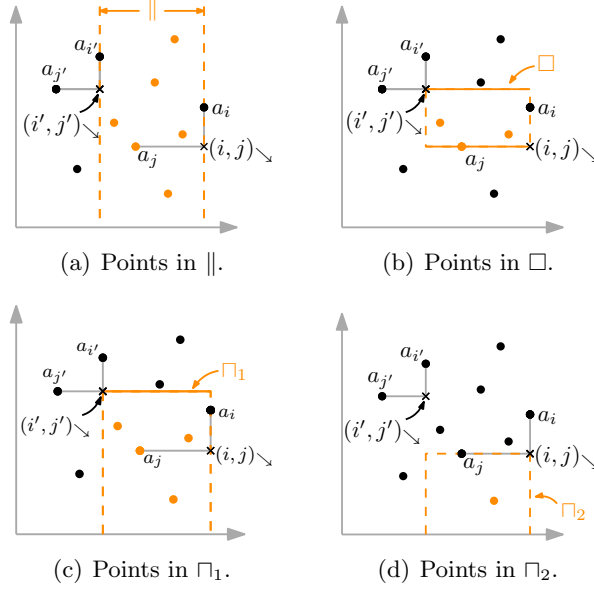 ∥
a_{i'}
a_{j'}
(i', j')↘
a_i
a_j
(i, j)↘
(a) Points in ∥.
□
a_{i'}
a_{j'}
(i', j')↘
a_i
a_j
(i, j)↘
(b) Points in □.
a_{i'}
a_{j'}
⊓_1
(i', j')↘
a_i
a_j
(i, j)↘
(c) Points in ⊓_1.
a_{i'}
a_{j'}
(i', j')↘
a_i
a_j
(i, j)↘
⊓_2
(d) Points in ⊓_2.